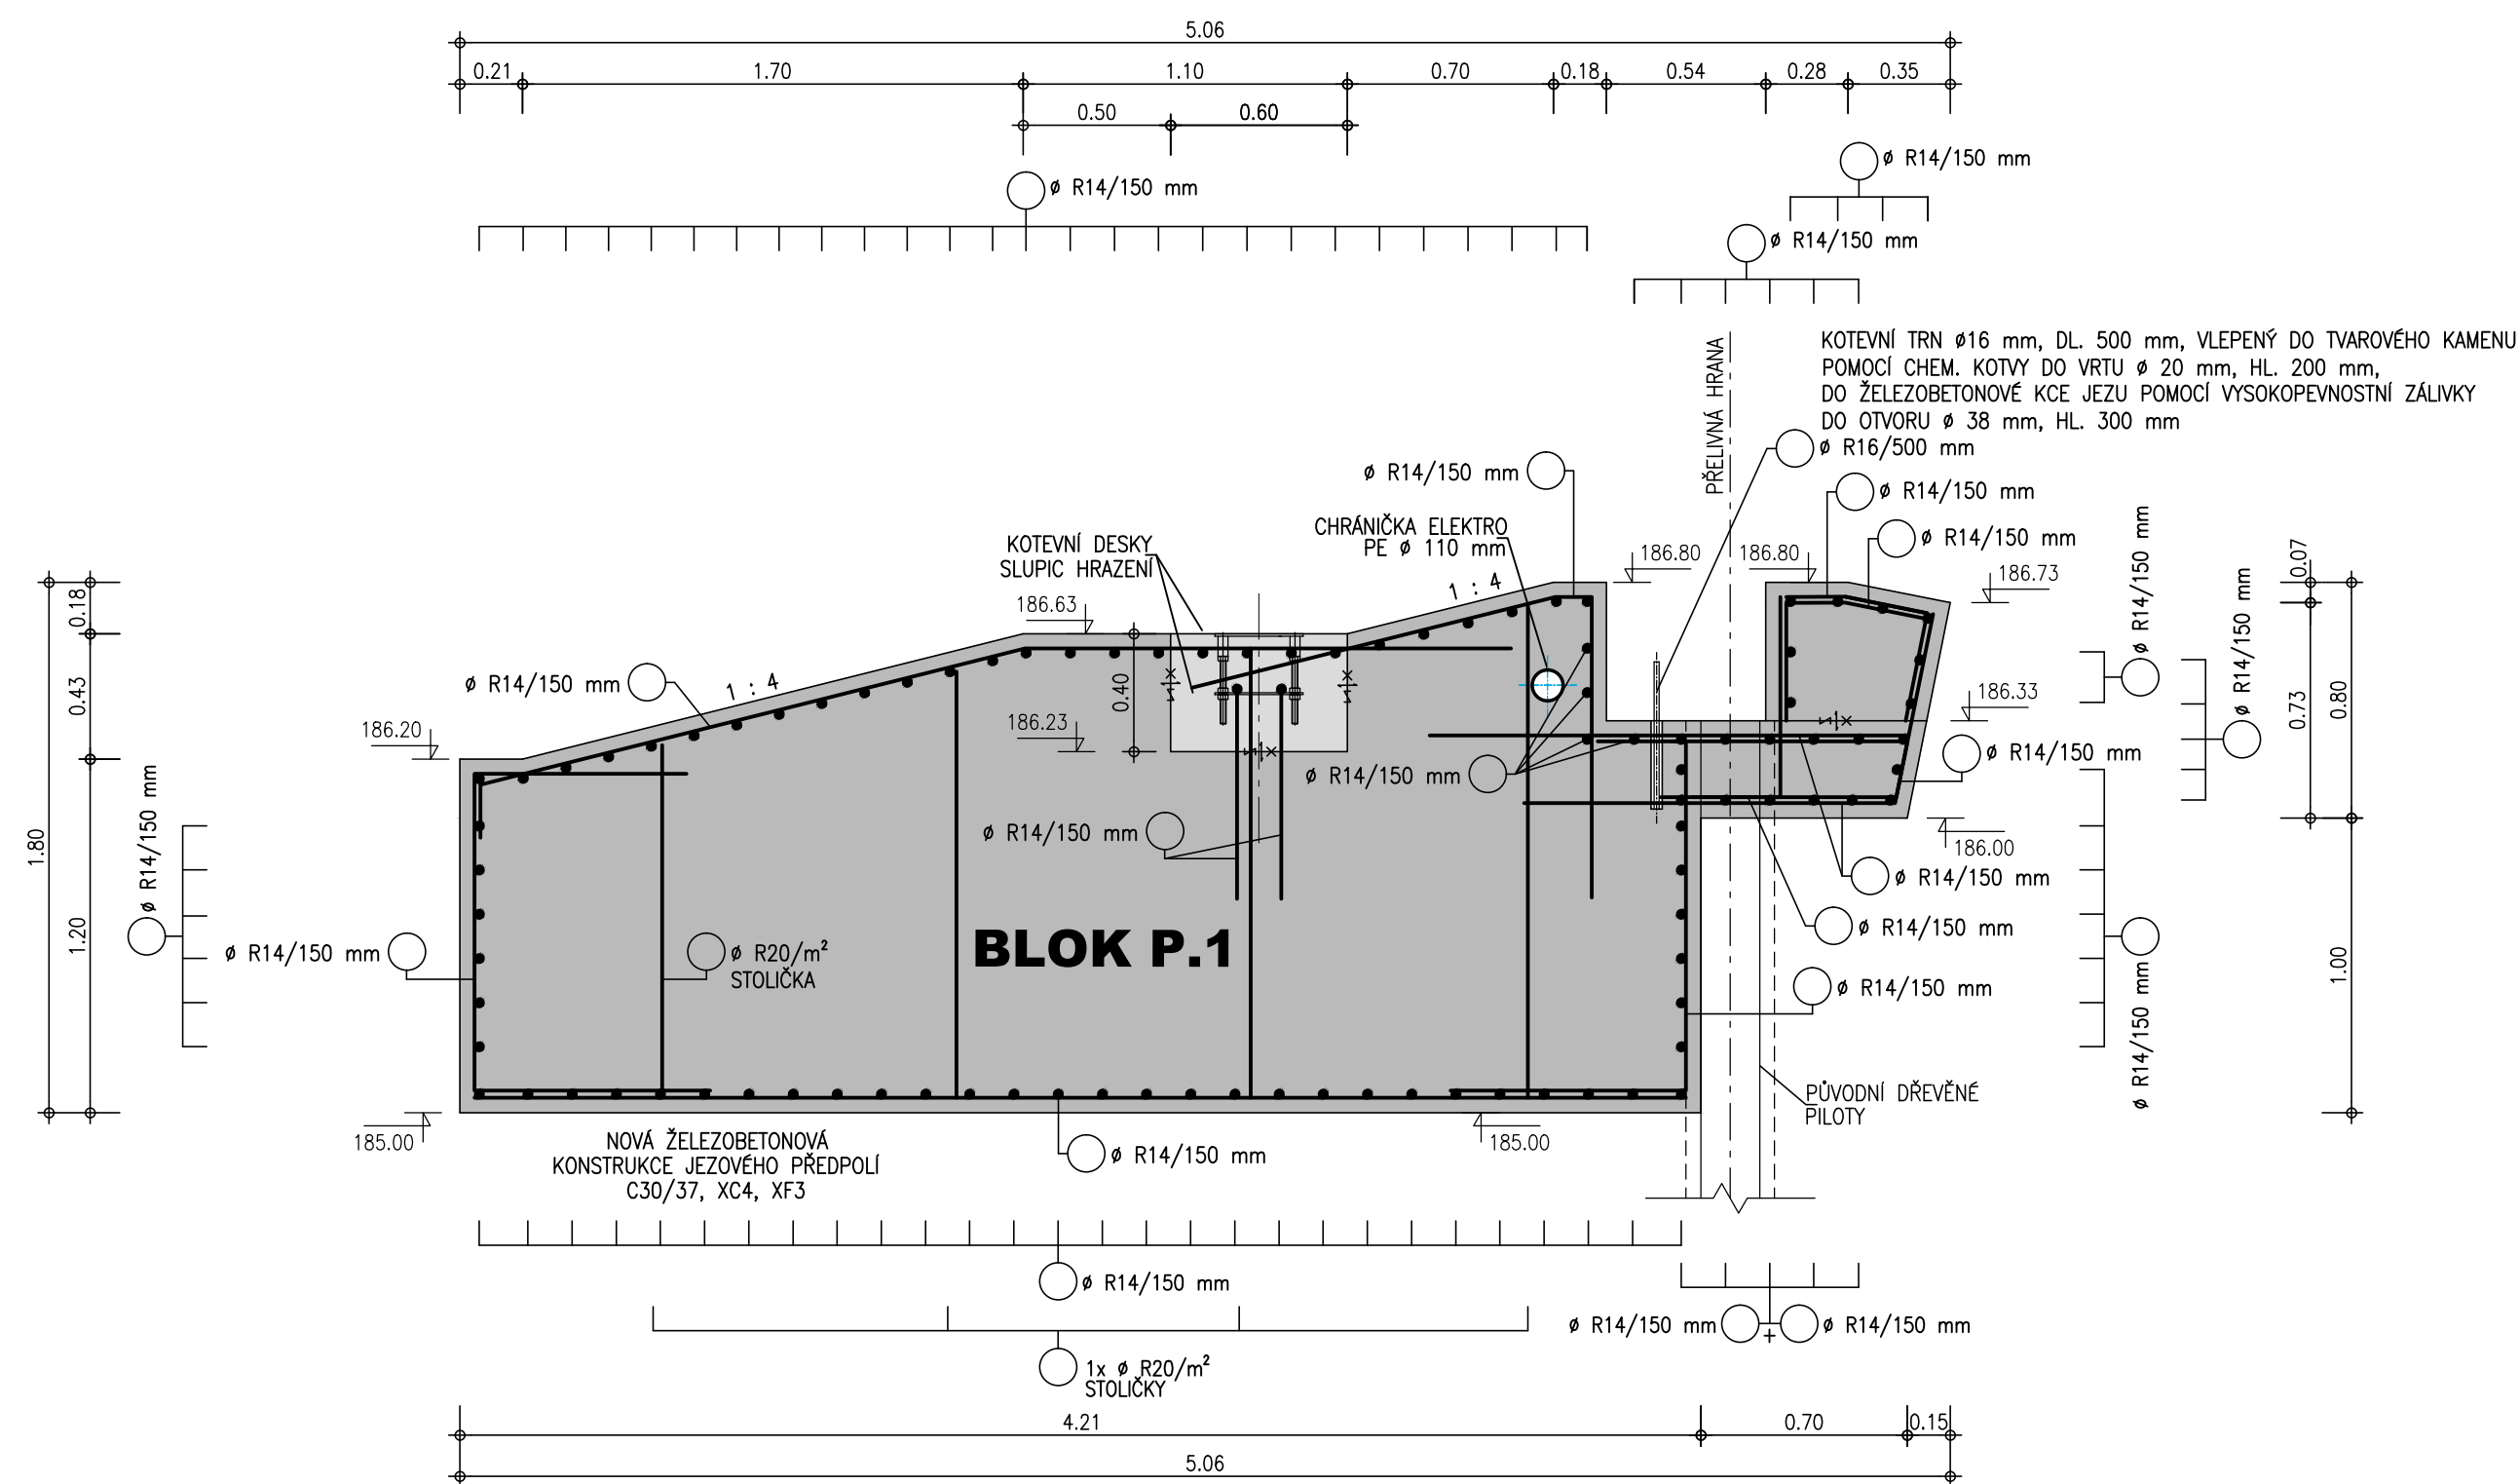 5.06
0.21
1.70
1.10
0.70
0.18
0.54
0.28
0.35
0.50
0.60
ø R14/150 mm
ø R14/150 mm
ø R14/150 mm
KOTEVNÍ TRN Ø16 mm, DL. 500 mm, VLEPENÝ DO TVAROVÉHO KAMENU
POMOCÍ CHEM. KOTVY DO VRTU ø 20 mm, HL. 200 mm,
DO ŽELEZOBETONOVÉ KCE JEZU POMOCÍ VYSOKOPEVNOSTNÍ ZÁLIVKY
DO OTVORU ø 38 mm, HL. 300 mm
ø R16/500 mm
PŘELIVNÁ HRANA
ø R14/150 mm
ø R14/150 mm
ø R14/150 mm
CHRÁNIČKA ELEKTRO
PE ø 110 mm
KOTEVNÍ DESKY
SLUPIC HRAZENÍ
186.80
186.80
186.73
186.63
1 : 4
1 : 4
ø R14/150 mm
186.20
186.23
0.40
186.33
ø R14/150 mm
ø R14/150 mm
186.00
ø R14/150 mm
ø R14/150 mm
ø R14/150 mm
ø R14/150 mm
BLOK P.1
ø R14/150 mm
ø R20/m²
STOLIČKA
0.18
0.43
1.80
1.20
ø R14/150 mm
ø R14/150 mm
ø R14/150 mm
ø R14/150 mm
0.07
0.73
0.80
1.00
PŮVODNÍ DŘEVĚNÉ
PILOTY
185.00
185.00
NOVÁ ŽELEZOBETONOVÁ
KONSTRUKCE JEZOVÉHO PŘEDPOLÍ
C30/37, XC4, XF3
ø R14/150 mm
ø R14/150 mm
ø R14/150 mm
+
ø R14/150 mm
1x ø R20/m²
STOLIČKY
4.21
0.70
0.15
5.06